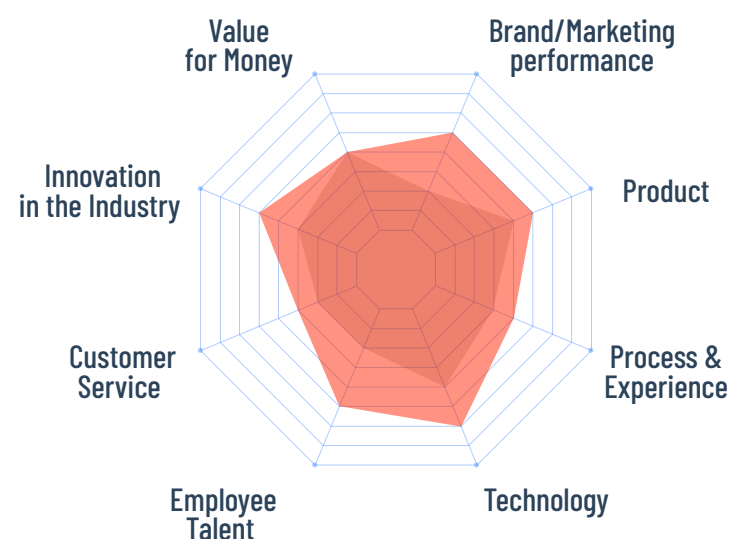 Value
for Money
Brand/Marketing
performance
Innovation
in the Industry
Product
Customer
Service
Process &
Experience
Employee
Talent
Technology